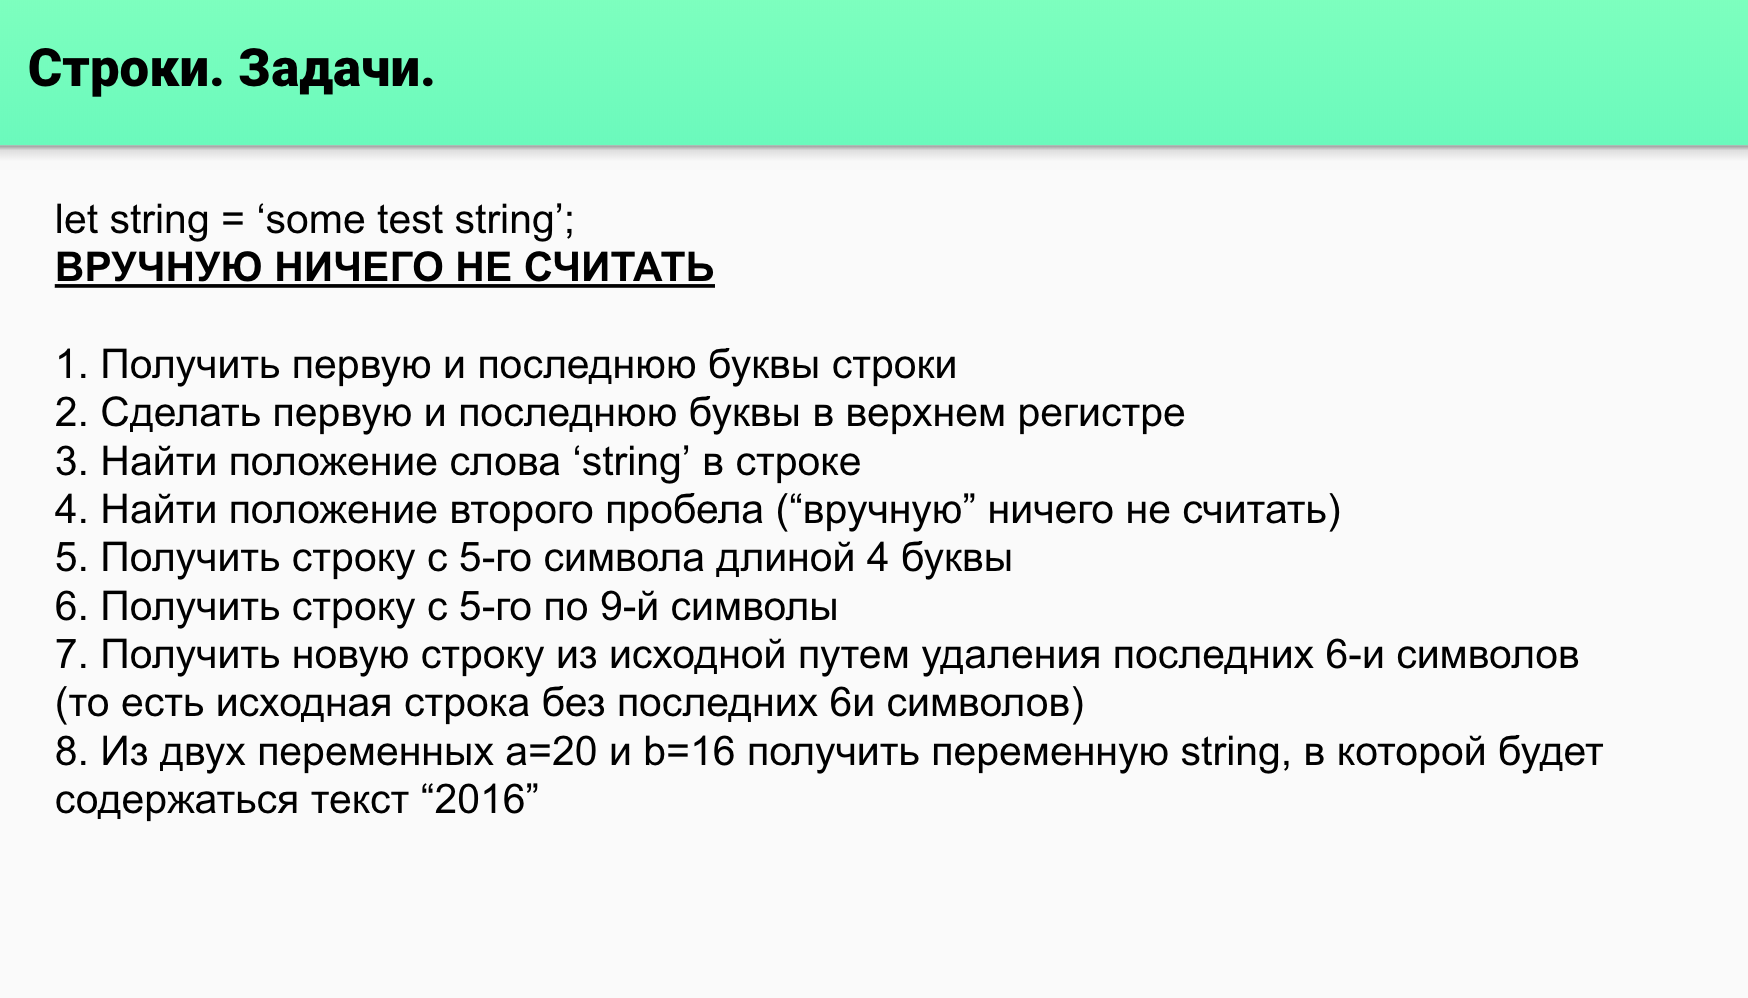 Строки. Задачи.
let string = ‘some test string’;
ВРУЧНУЮ НИЧЕГО НЕ СЧИТАТЬ
1. Получить первую и последнюю буквы строки
2. Сделать первую и последнюю буквы в верхнем регистре
3. Найти положение слова ‘string’ в строке
4. Найти положение второго пробела (“вручную” ничего не считать)
5. Получить строку с 5-го символа длиной 4 буквы
6. Получить строку с 5-го по 9-й символы
7. Получить новую строку из исходной путем удаления последних 6-и символов
(то есть исходная строка без последних 6и символов)
8. Из двух переменных a=20 и b=16 получить переменную string, в которой будет
содержаться текст “2016”